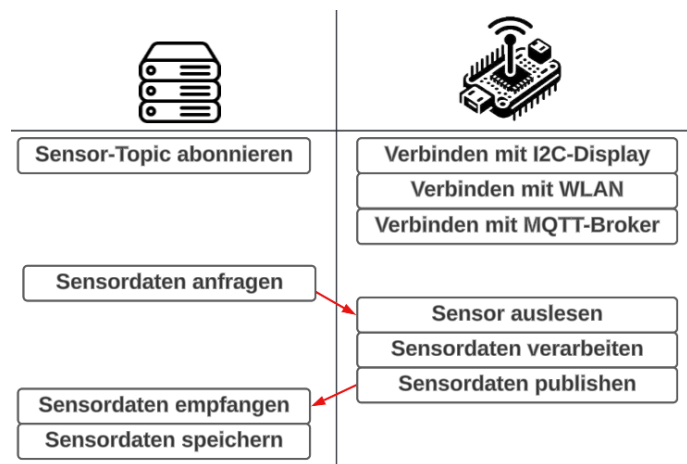 Sensor-Topic abonnieren
Verbinden mit I2C-Display
Verbinden mit WLAN
Verbinden mit MQTT-Broker
Sensordaten anfragen
Sensor auslesen
Sensordaten verarbeiten
Sensordaten publishen
Sensordaten empfangen
Sensordaten speichern